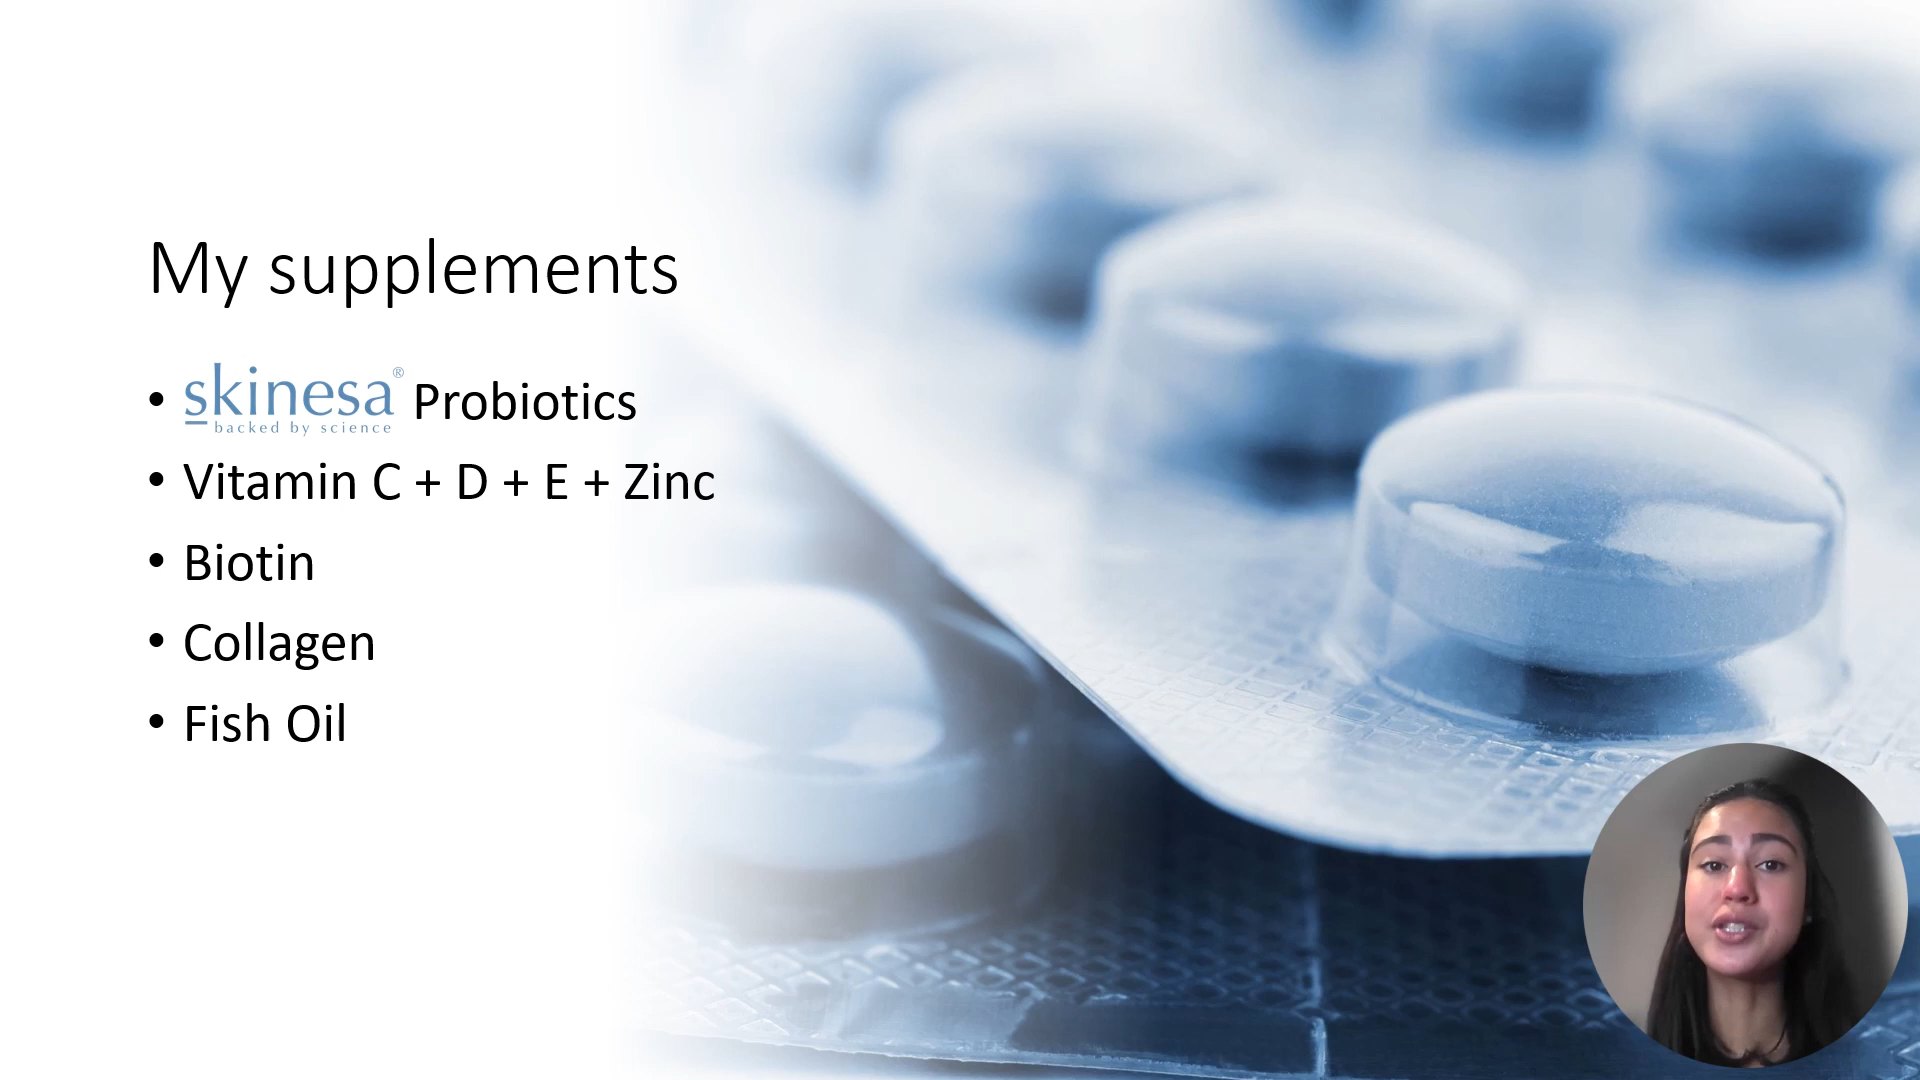 My supplements
• skinesa® Probiotics
backed by science
• Vitamin C + D + E + Zinc
• Biotin
• Collagen
• Fish Oil